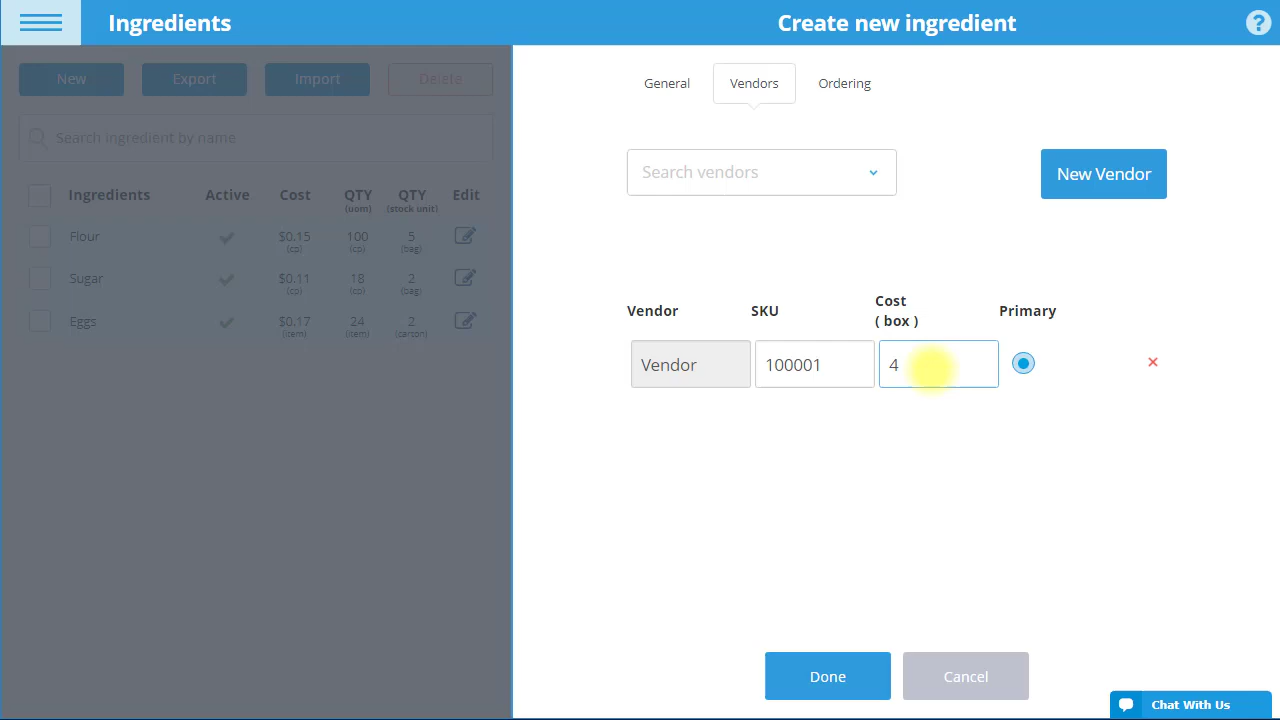 Ingredients
Create new ingredient
?
New Export Import Delete
Search ingredient by name
Ingredients Active Cost QTY (uom) QTY (stock unit) Edit
Flour $0.15 (cp) 100 (cp) 5 (bag)
Sugar $0.11 (cp) 18 (cp) 2 (bag)
Eggs $0.17 (item) 24 (item) 2 (carton)
General Vendors Ordering
Search vendors
New Vendor
Vendor SKU Cost ( box ) Primary
Vendor 100001 4
Done Cancel
Chat With Us